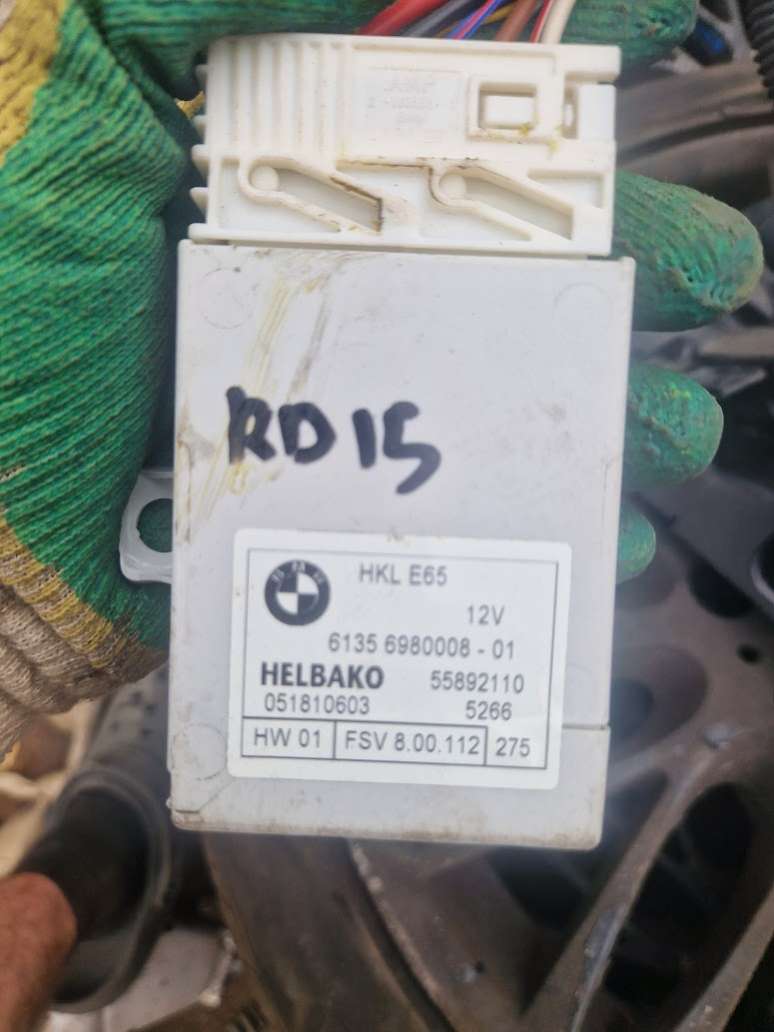 RD15
HKL E65
12V
6135 6980008 - 01
HELBAKO 55892110
051810603 5266
HW 01 FSV 8.00.112 275